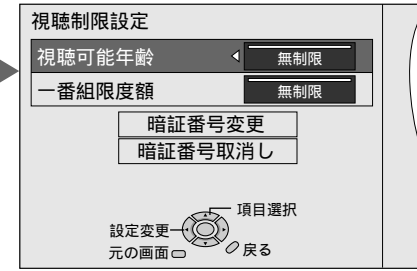 視聴制限設定
視聴可能年齢 無制限
一番組限度額 無制限
暗証番号変更
暗証番号取消し
項目選択
設定変更
元の画面 戻る